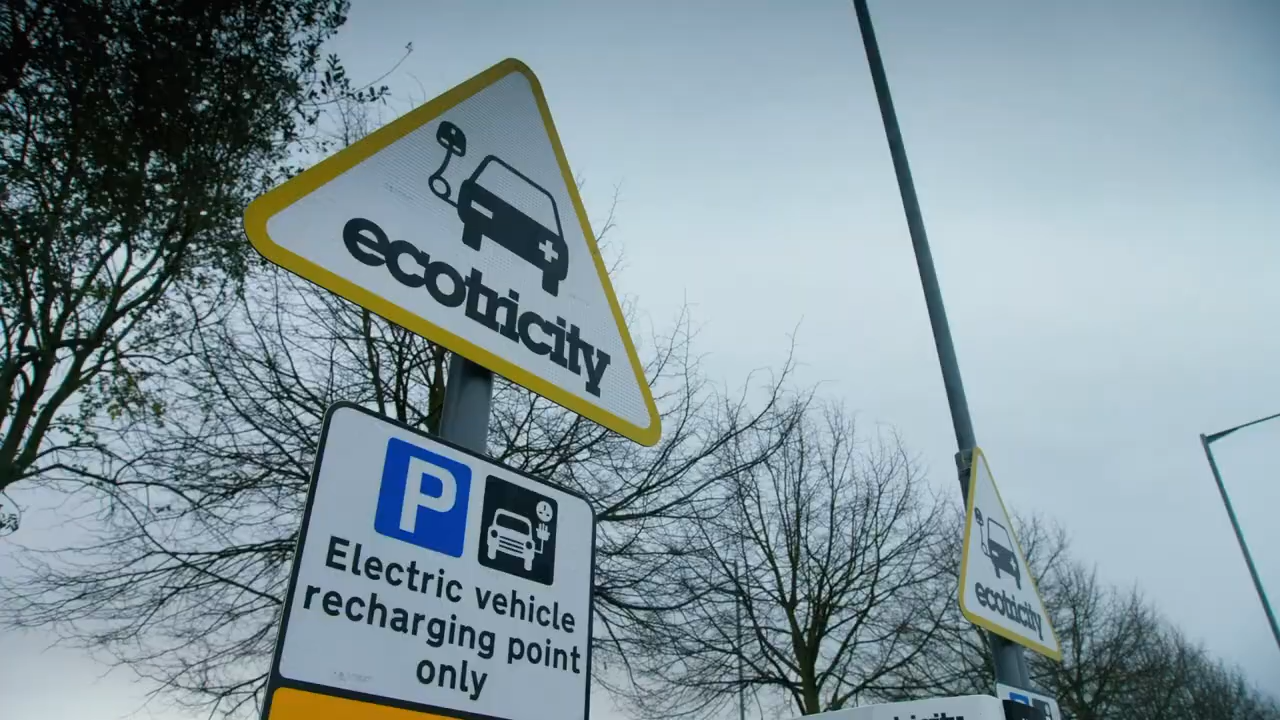 ecotricity
P
Electric vehicle
recharging point
only
ecotricity